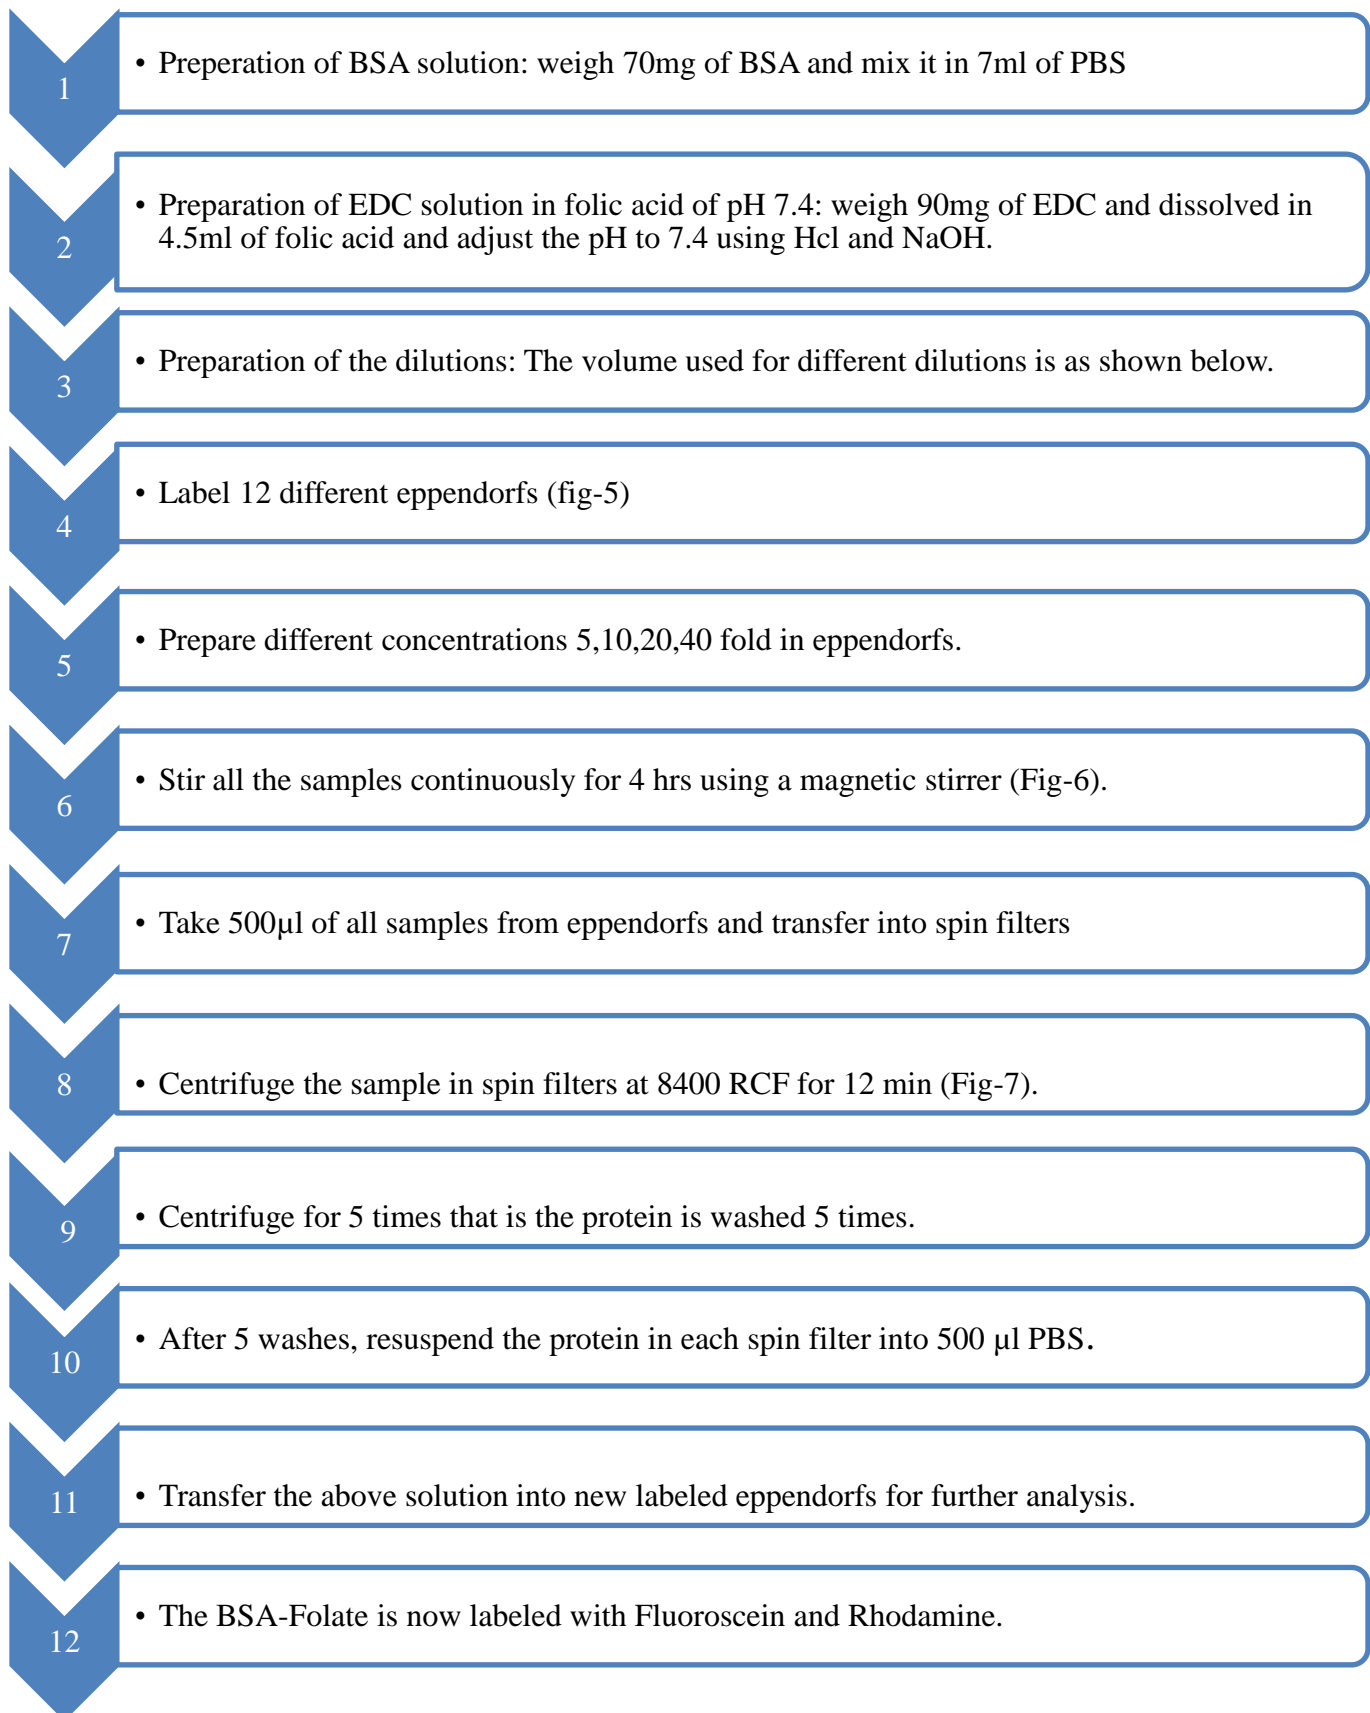 1
• Preperation of BSA solution: weigh 70mg of BSA and mix it in 7ml of PBS
2
• Preparation of EDC solution in folic acid of pH 7.4: weigh 90mg of EDC and dissolved in
4.5ml of folic acid and adjust the pH to 7.4 using Hcl and NaOH.
3
• Preparation of the dilutions: The volume used for different dilutions is as shown below.
4
• Label 12 different eppendorfs (fig-5)
5
• Prepare different concentrations 5,10,20,40 fold in eppendorfs.
6
• Stir all the samples continuously for 4 hrs using a magnetic stirrer (Fig-6).
7
• Take 500μl of all samples from eppendorfs and transfer into spin filters
8
• Centrifuge the sample in spin filters at 8400 RCF for 12 min (Fig-7).
9
• Centrifuge for 5 times that is the protein is washed 5 times.
10
• After 5 washes, resuspend the protein in each spin filter into 500 μl PBS.
11
• Transfer the above solution into new labeled eppendorfs for further analysis.
12
• The BSA-Folate is now labeled with Fluoroscein and Rhodamine.